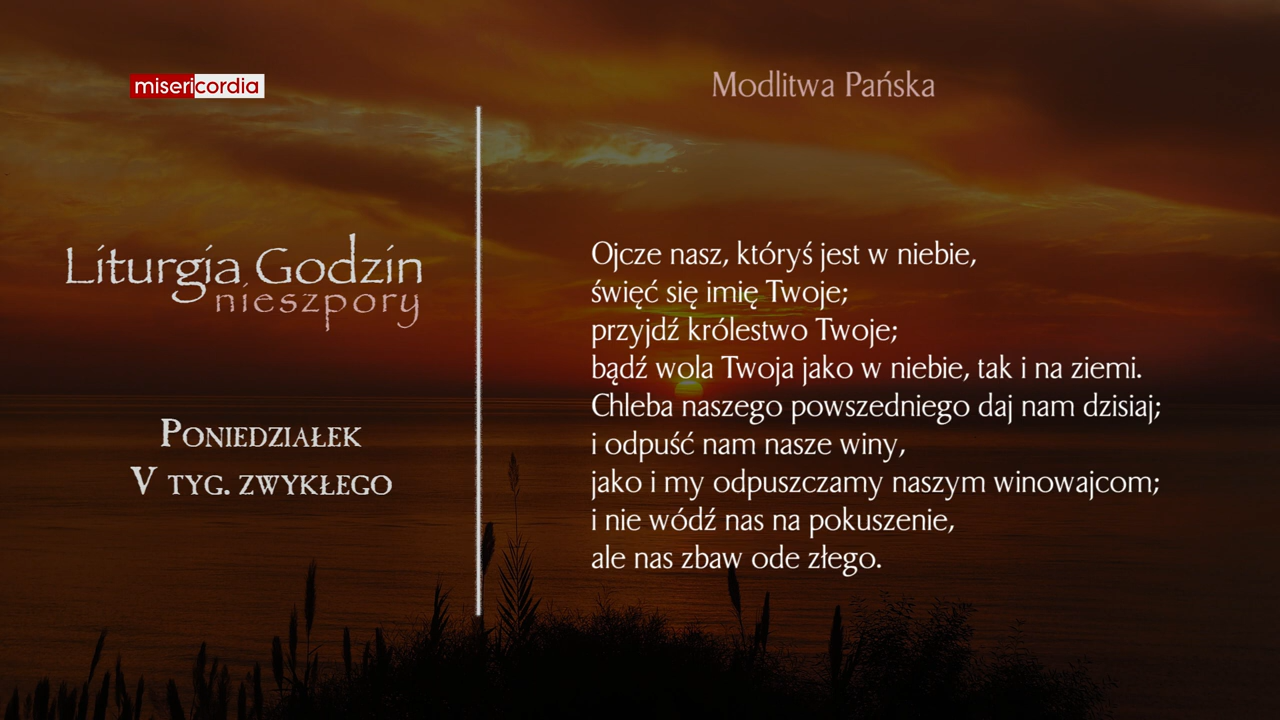 misericordia
Liturgia Godzin
nieszpory
Poniedziałek
V tyg. zwykłego
Modlitwa Pańska
Ojcze nasz, któryś jest w niebie,
święć się imię Twoje;
przyjdź królestwo Twoje;
bądź wola Twoja jako w niebie, tak i na ziemi.
Chleba naszego powszedniego daj nam dzisiaj;
i odpuść nam nasze winy,
jako i my odpuszczamy naszym winowajcom;
i nie wódź nas na pokuszenie,
ale nas zbaw ode złego.